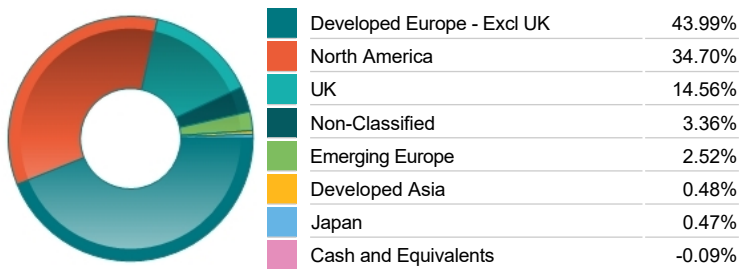 Developed Europe - Excl UK 43.99%
North America 34.70%
UK 14.56%
Non-Classified 3.36%
Emerging Europe 2.52%
Developed Asia 0.48%
Japan 0.47%
Cash and Equivalents -0.09%